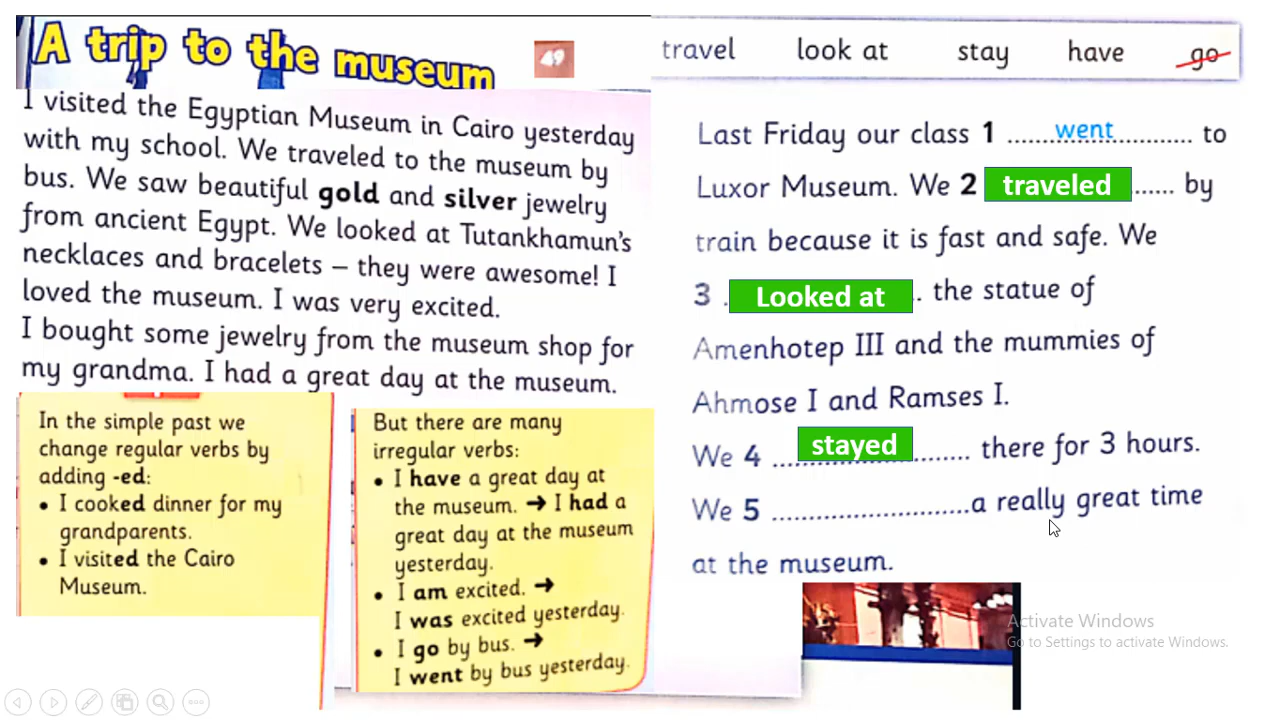 A trip to the museum
49
I visited the Egyptian Museum in Cairo yesterday
with my school. We traveled to the museum by
bus. We saw beautiful gold and silver jewelry
from ancient Egypt. We looked at Tutankhamun's
necklaces and bracelets – they were awesome! I
loved the museum. I was very excited.
I bought some jewelry from the museum shop for
my grandma. I had a great day at the museum.
In the simple past we
change regular verbs by
adding -ed:
• I cooked dinner for my
grandparents.
• I visited the Cairo
Museum.
But there are many
irregular verbs:
• I have a great day at
the museum. → I had a
great day at the museum
yesterday.
• I am excited. →
I was excited yesterday.
• I go by bus. →
I went by bus yesterday.
travel look at stay have go
Last Friday our class 1 ......went...... to
Luxor Museum. We 2 traveled ...... by
train because it is fast and safe. We
3 . Looked at . the statue of
Amenhotep III and the mummies of
Ahmose I and Ramses I.
We 4 ......stayed...... there for 3 hours.
We 5 ............................a really great time
at the museum.
Activate Windows
Go to Settings to activate Windows.